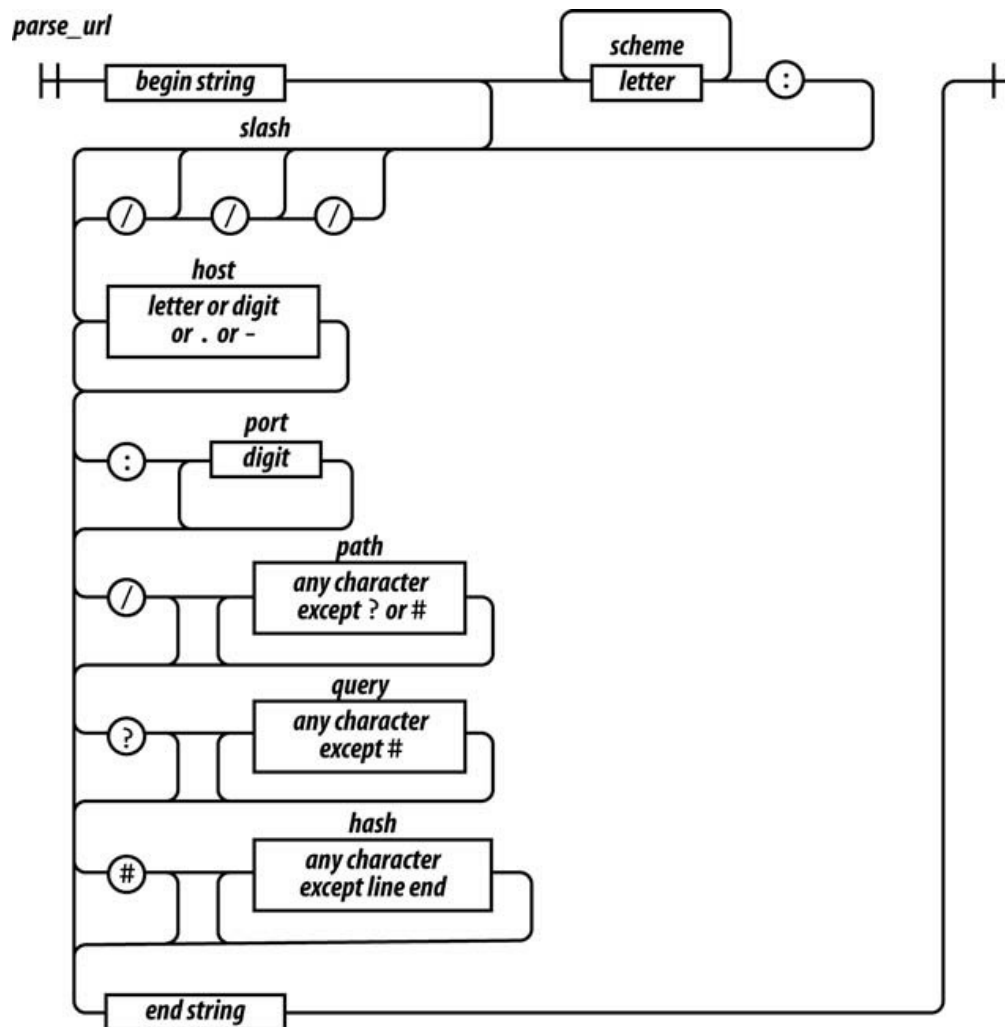 parse_url
scheme
begin string
letter
:
slash
/
/
/
host
letter or digit
or . or -
port
:
digit
path
/
any character
except ? or #
query
?
any character
except #
hash
#
any character
except line end
end string